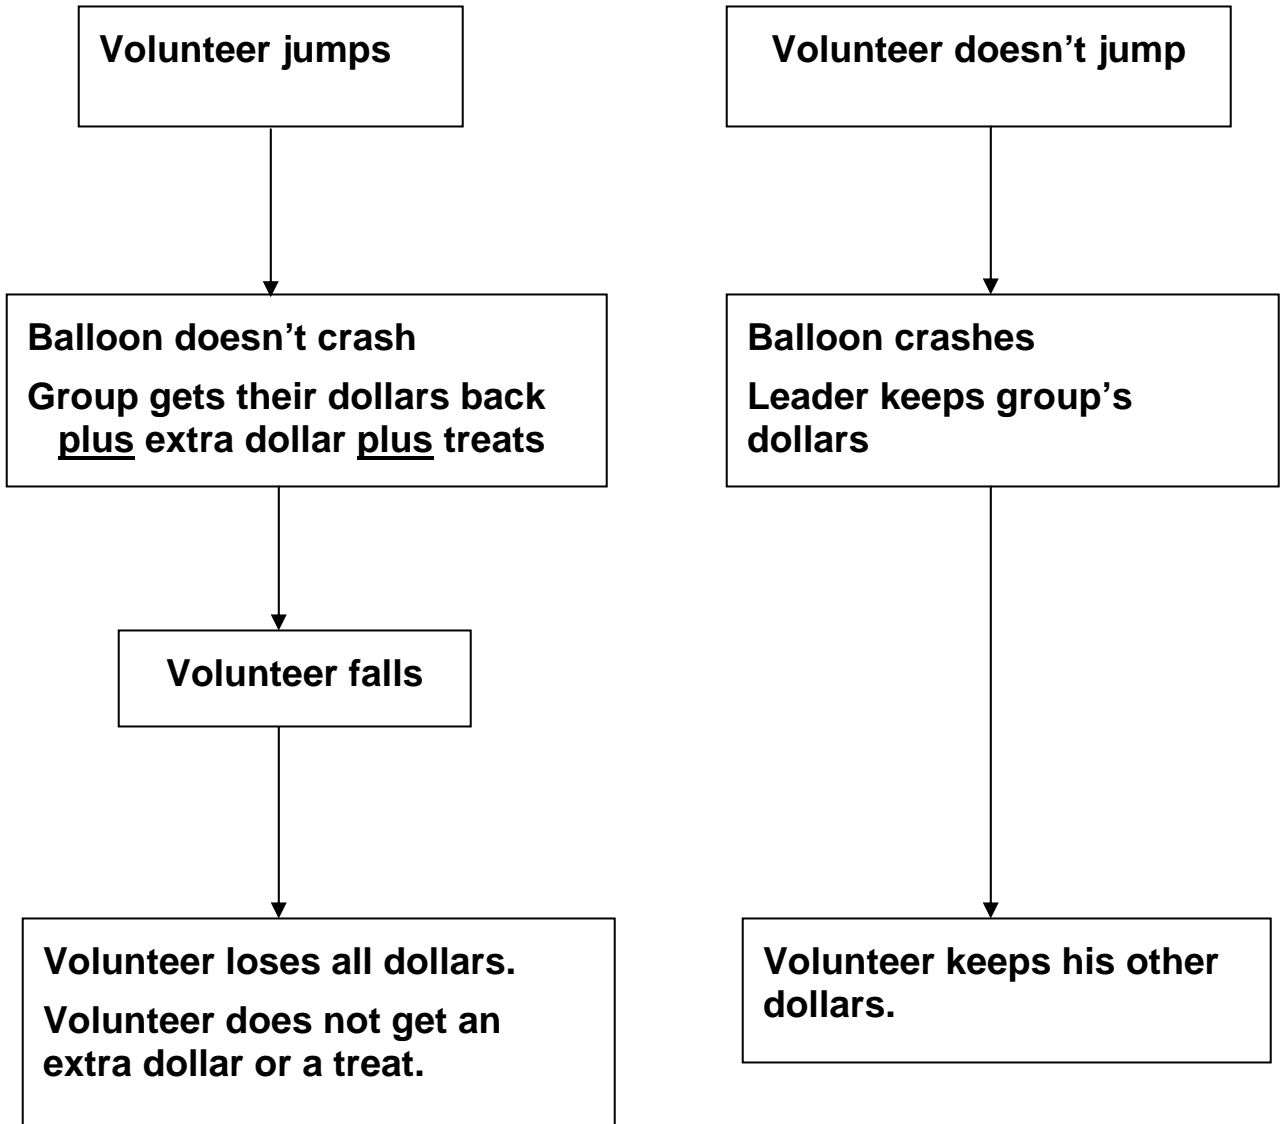 Volunteer jumps
Volunteer doesn’t jump
Balloon doesn’t crash
Group gets their dollars back
plus extra dollar plus treats
Balloon crashes
Leader keeps group’s
dollars
Volunteer falls
Volunteer loses all dollars.
Volunteer does not get an
extra dollar or a treat.
Volunteer keeps his other
dollars.